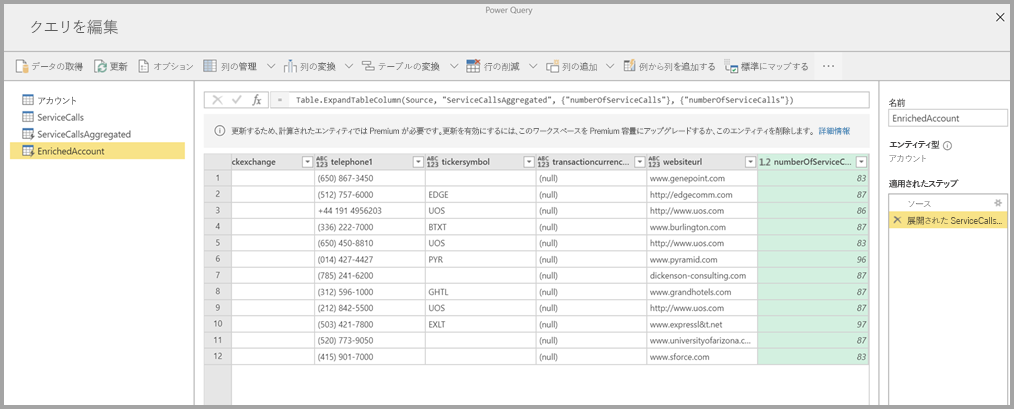 Power Query
クエリを編集
データの取得 更新 オプション 列の管理 列の変換 テーブルの変換 行の削減 列の追加 例から列を追加する 標準にマップする ...
アカウント
ServiceCalls
ServiceCallsAggregated
EnrichedAccount
fx = Table.ExpandTableColumn(Source, "ServiceCallsAggregated", {"numberOfServiceCalls"}, {"numberOfServiceCalls"})
更新するため、計算されたエンティティでは Premium が必要です。更新を有効にするには、このワークスペースを Premium 容量にアップグレードするか、このエンティティを削除します。 詳細情報
ckexchange ABC 123 telephone1 ABC 123 tickersymbol ABC 123 transactioncurrenc... ABC 123 websiteurl 1.2 numberOfServiceC...
1 (650) 867-3450 (null) www.genepoint.com 83
2 (512) 757-6000 EDGE (null) http://edgecomm.com 87
3 +44 191 4956203 UOS (null) http://www.uos.com 86
4 (336) 222-7000 BTXT (null) www.burlington.com 87
5 (650) 450-8810 UOS (null) http://www.uos.com 83
6 (014) 427-4427 PYR (null) www.pyramid.com 96
7 (785) 241-6200 (null) dickenson-consulting.com 87
8 (312) 596-1000 GHTL (null) www.grandhotels.com 87
9 (212) 842-5500 UOS (null) http://www.uos.com 87
10 (503) 421-7800 EXLT (null) www.expressl&t.net 97
11 (520) 773-9050 (null) www.universityofarizona.c... 87
12 (415) 901-7000 (null) www.sforce.com 83
名前
EnrichedAccount
エンティティ型
アカウント
適用されたステップ
ソース
展開された ServiceCalls...